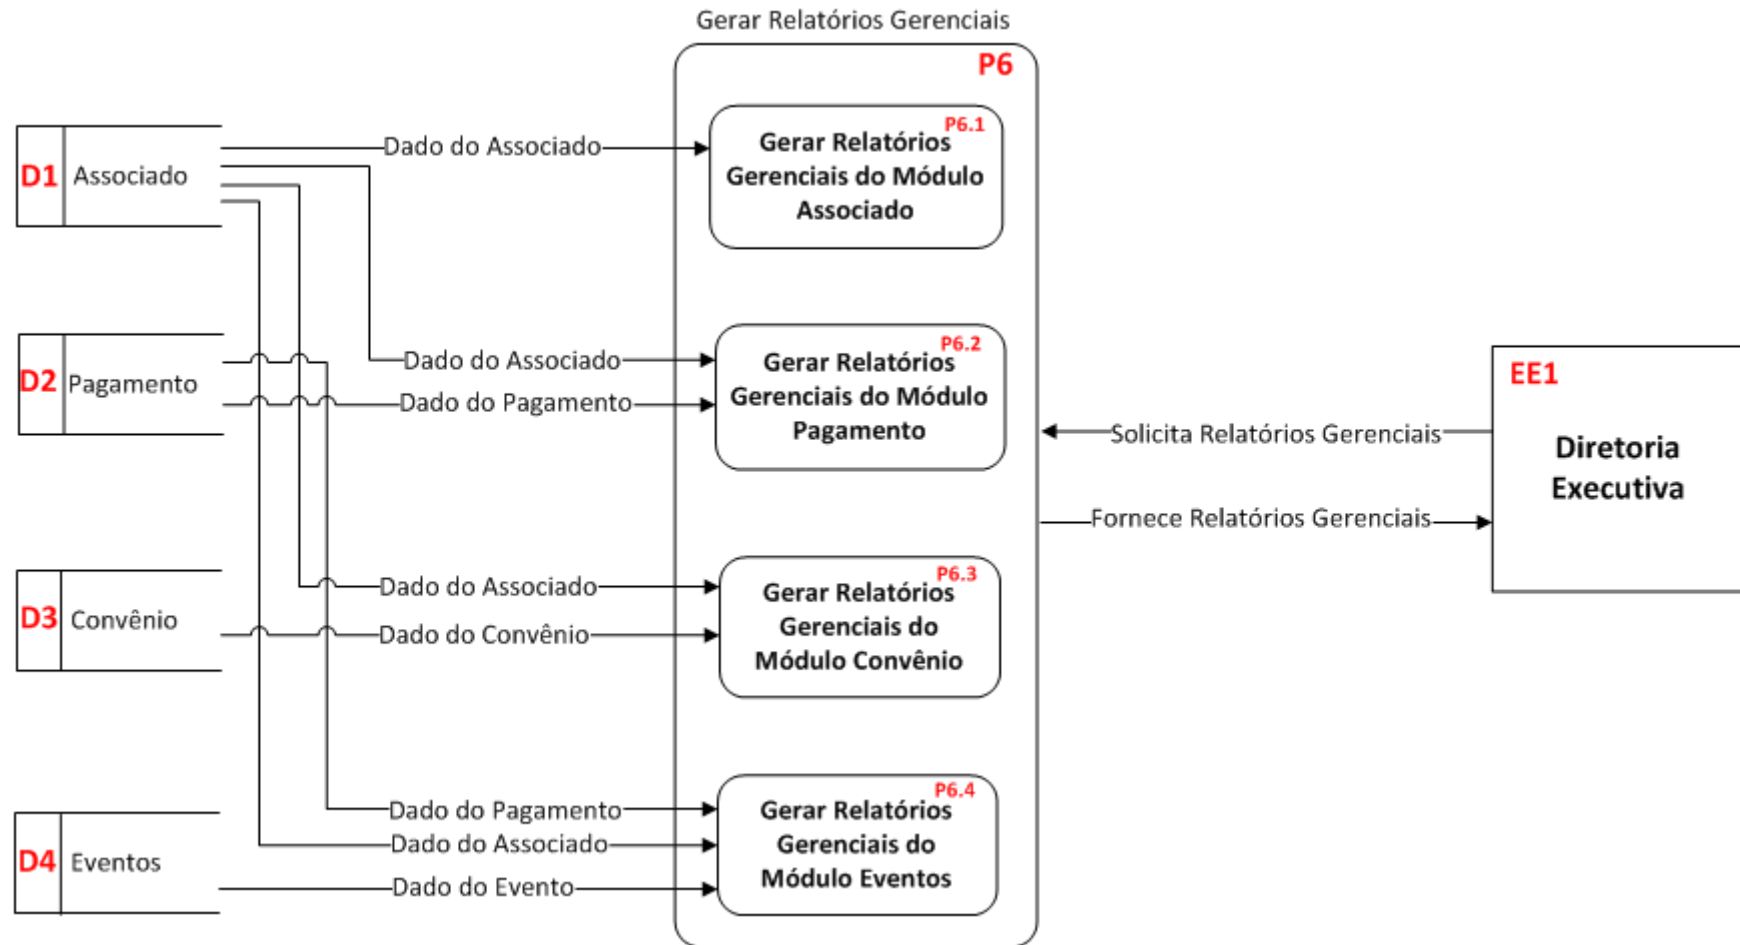 Gerar Relatórios Gerenciais
P6
D1 Associado
Dado do Associado
P6.1
Gerar Relatórios
Gerenciais do Módulo
Associado
D2 Pagamento
Dado do Associado
Dado do Pagamento
P6.2
Gerar Relatórios
Gerenciais do Módulo
Pagamento
EE1
Diretoria
Executiva
Solicita Relatórios Gerenciais
Fornece Relatórios Gerenciais
D3 Convênio
Dado do Associado
Dado do Convênio
P6.3
Gerar Relatórios
Gerenciais do
Módulo Convênio
D4 Eventos
Dado do Pagamento
Dado do Associado
Dado do Evento
P6.4
Gerar Relatórios
Gerenciais do
Módulo Eventos